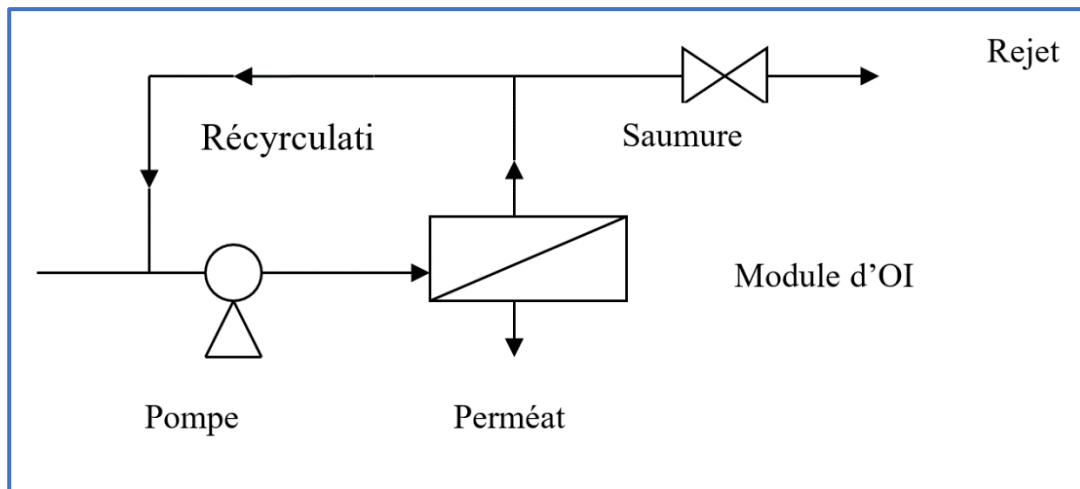 Rejet
Récyrculati
Saumure
Module d’OI
Pompe
Perméat